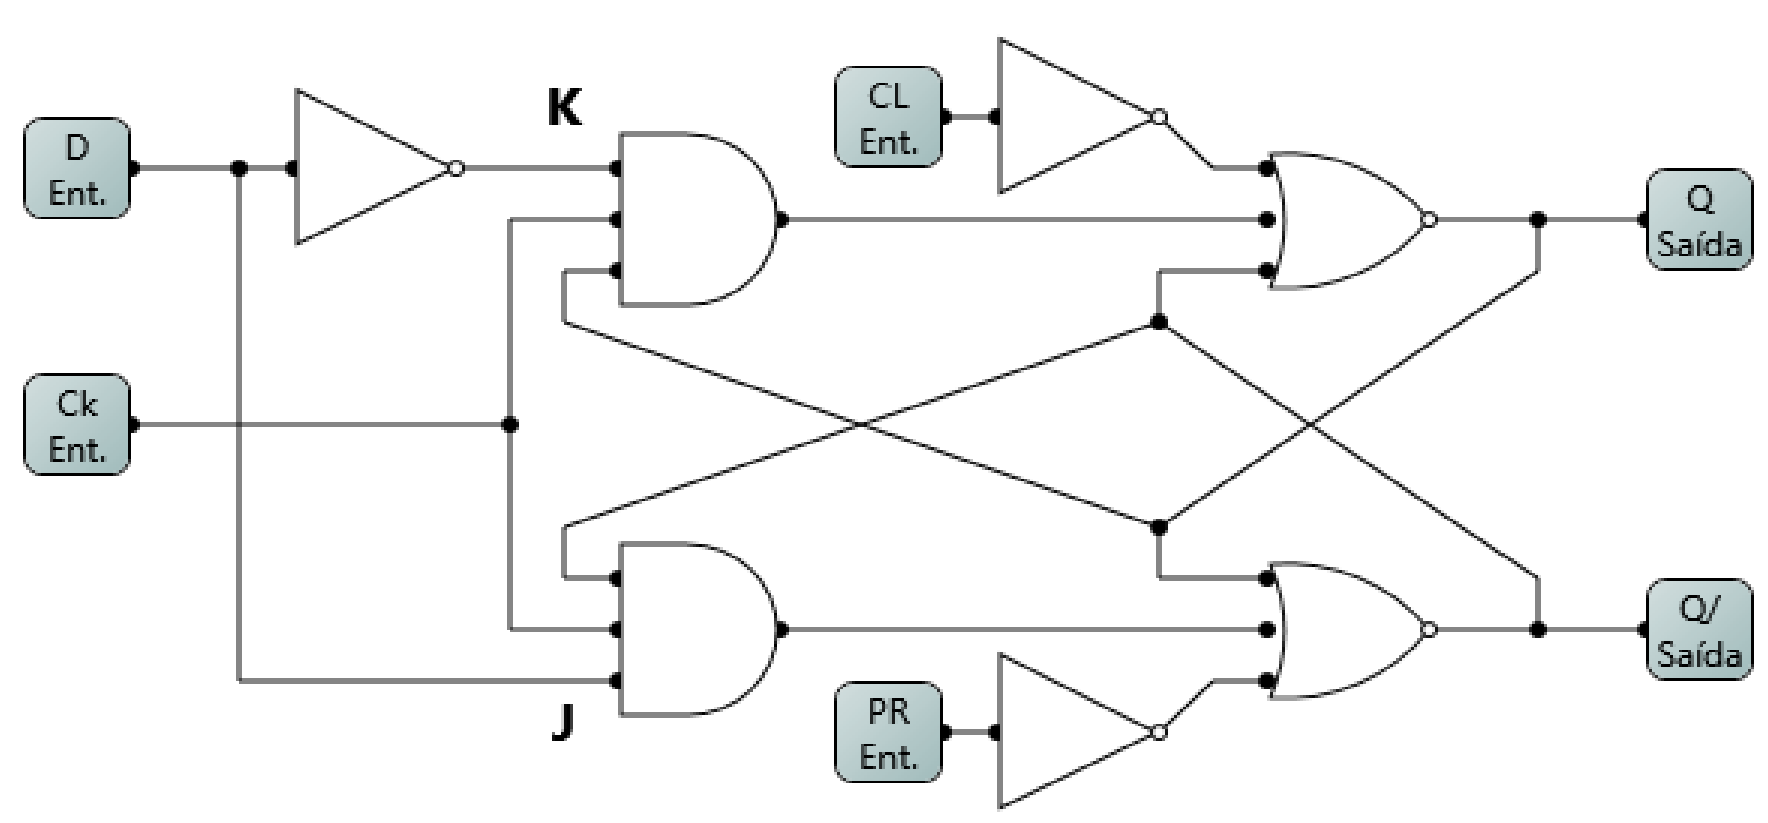 K
CL
Ent.
D
Ent.
Q
Saída
Ck
Ent.
Q/
Saída
J
PR
Ent.